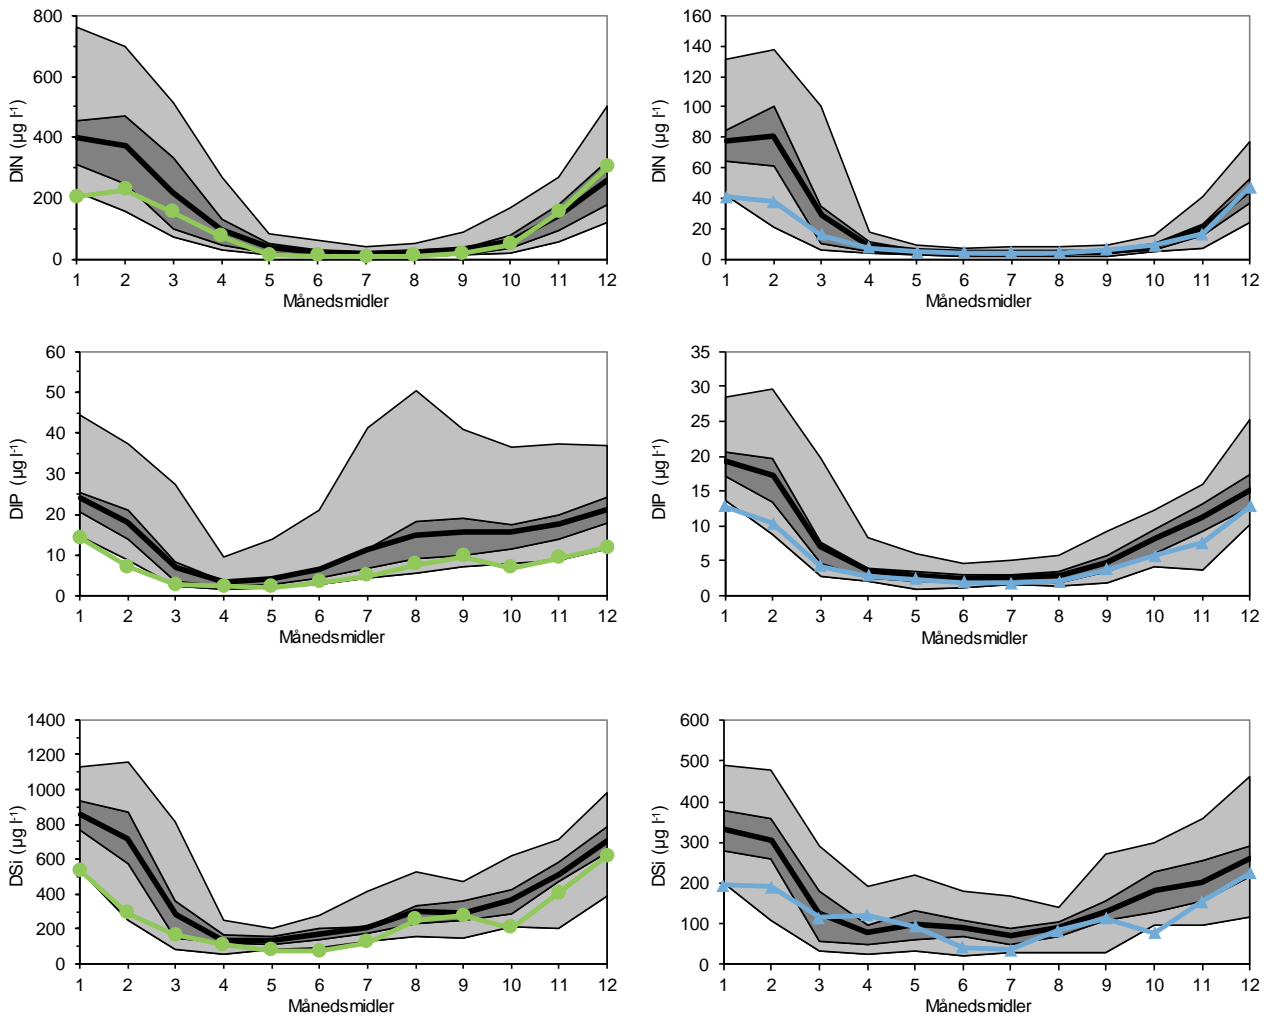 800
600
400
200
0
DIN (µg l⁻¹)
1 2 3 4 5 6 7 8 9 10 11 12
Månedsmidler
160
140
120
100
80
60
40
20
0
DIN (µg l⁻¹)
1 2 3 4 5 6 7 8 9 10 11 12
Månedsmidler
60
50
40
30
20
10
0
DIP (µg l⁻¹)
1 2 3 4 5 6 7 8 9 10 11 12
Månedsmidler
35
30
25
20
15
10
5
0
DIP (µg l⁻¹)
1 2 3 4 5 6 7 8 9 10 11 12
Månedsmidler
1400
1200
1000
800
600
400
200
0
DSi (µg l⁻¹)
1 2 3 4 5 6 7 8 9 10 11 12
Månedsmidler
600
500
400
300
200
100
0
DSi (µg l⁻¹)
1 2 3 4 5 6 7 8 9 10 11 12
Månedsmidler